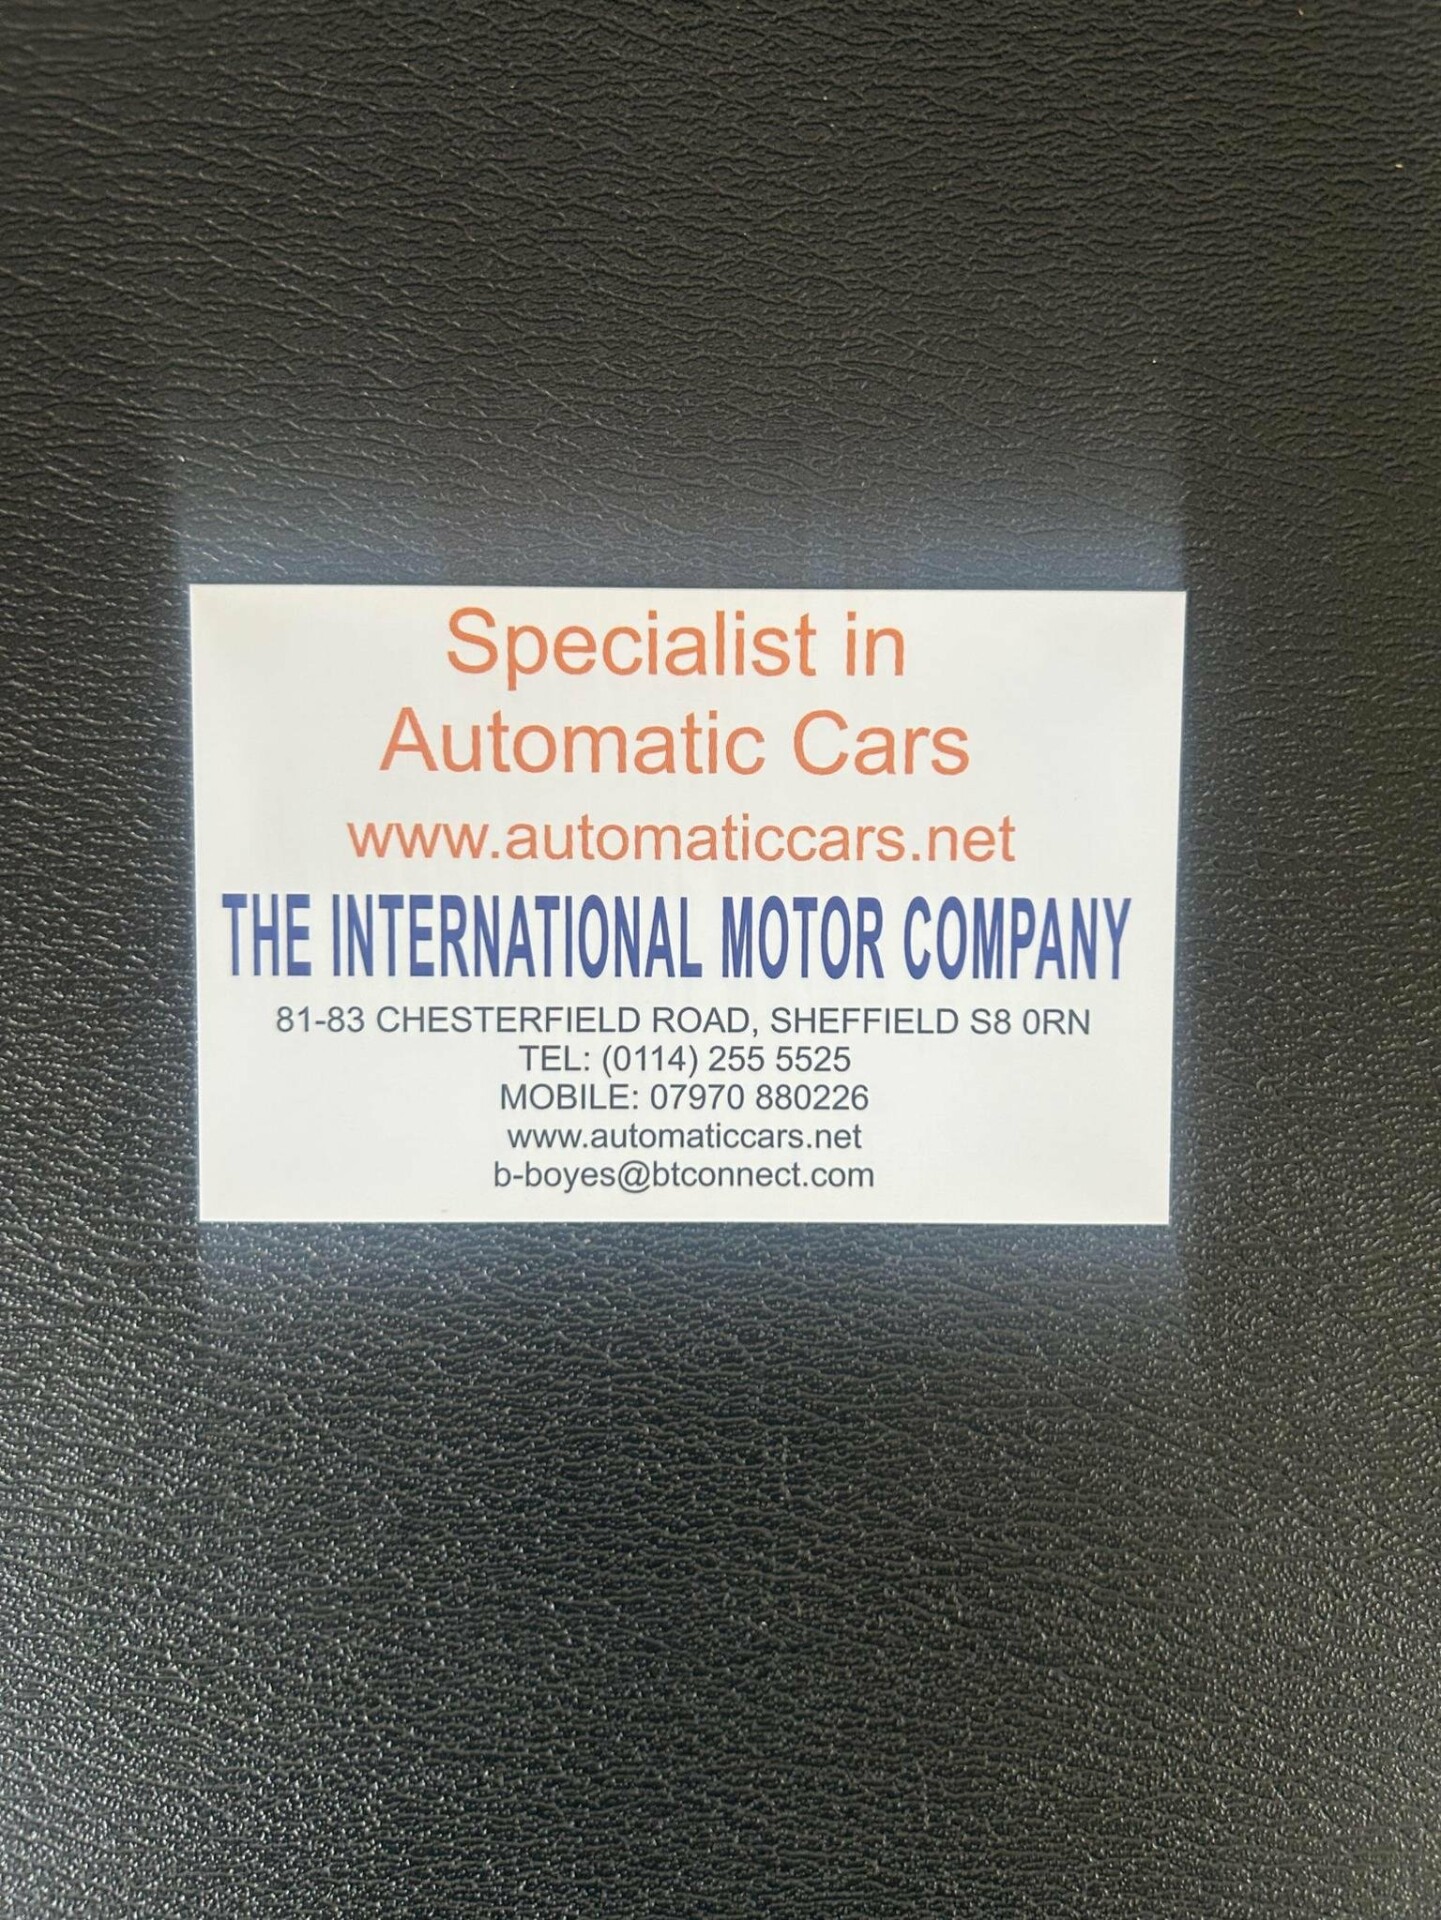 Specialist in
Automatic Cars
www.automaticcars.net
THE INTERNATIONAL MOTOR COMPANY
81-83 CHESTERFIELD ROAD, SHEFFIELD S8 0RN
TEL: (0114) 255 5525
MOBILE: 07970 880226
www.automaticcars.net
b-boyes@btconnect.com